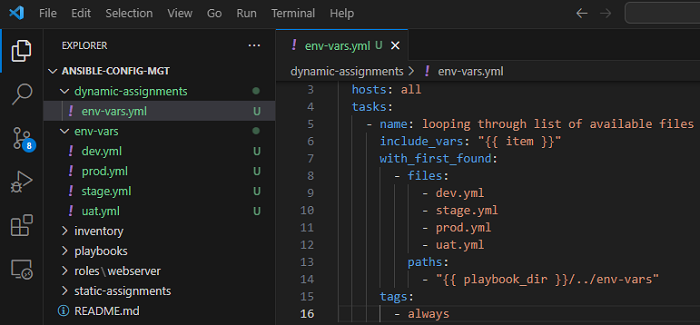 File Edit Selection View Go Run Terminal Help
EXPLORER
ANSIBLE-CONFIG-MGT
dynamic-assignments
! env-vars.yml U
env-vars
! dev.yml U
! prod.yml U
! stage.yml U
! uat.yml U
inventory
playbooks
roles\webserver
static-assignments
README.md
8
! env-vars.yml U
dynamic-assignments > ! env-vars.yml
3 hosts: all
4 tasks:
5 - name: looping through list of available files
6 include_vars: "{{ item }}"
7 with_first_found:
8 - files:
9 - dev.yml
10 - stage.yml
11 - prod.yml
12 - uat.yml
13 paths:
14 - "{{ playbook_dir }}/../env-vars"
15 tags:
16 - always